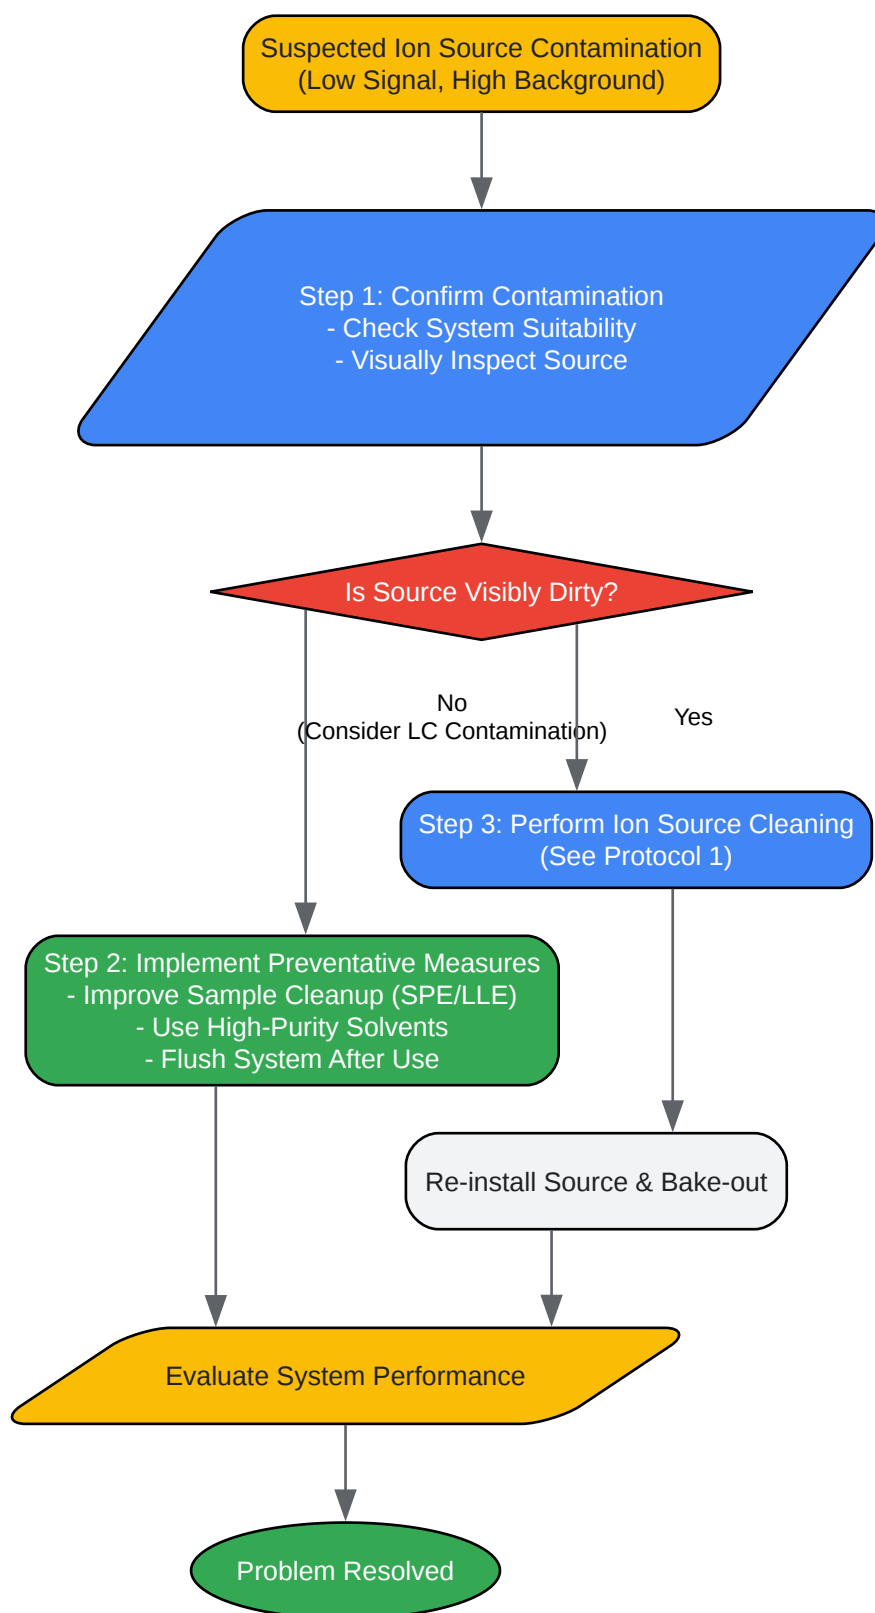 Suspected Ion Source Contamination
(Low Signal, High Background)
Step 1: Confirm Contamination
- Check System Suitability
- Visually Inspect Source
Is Source Visibly Dirty?
No
(Consider LC Contamination)
Yes
Step 3: Perform Ion Source Cleaning
(See Protocol 1)
Step 2: Implement Preventative Measures
- Improve Sample Cleanup (SPE/LLE)
- Use High-Purity Solvents
- Flush System After Use
Re-install Source & Bake-out
Evaluate System Performance
Problem Resolved